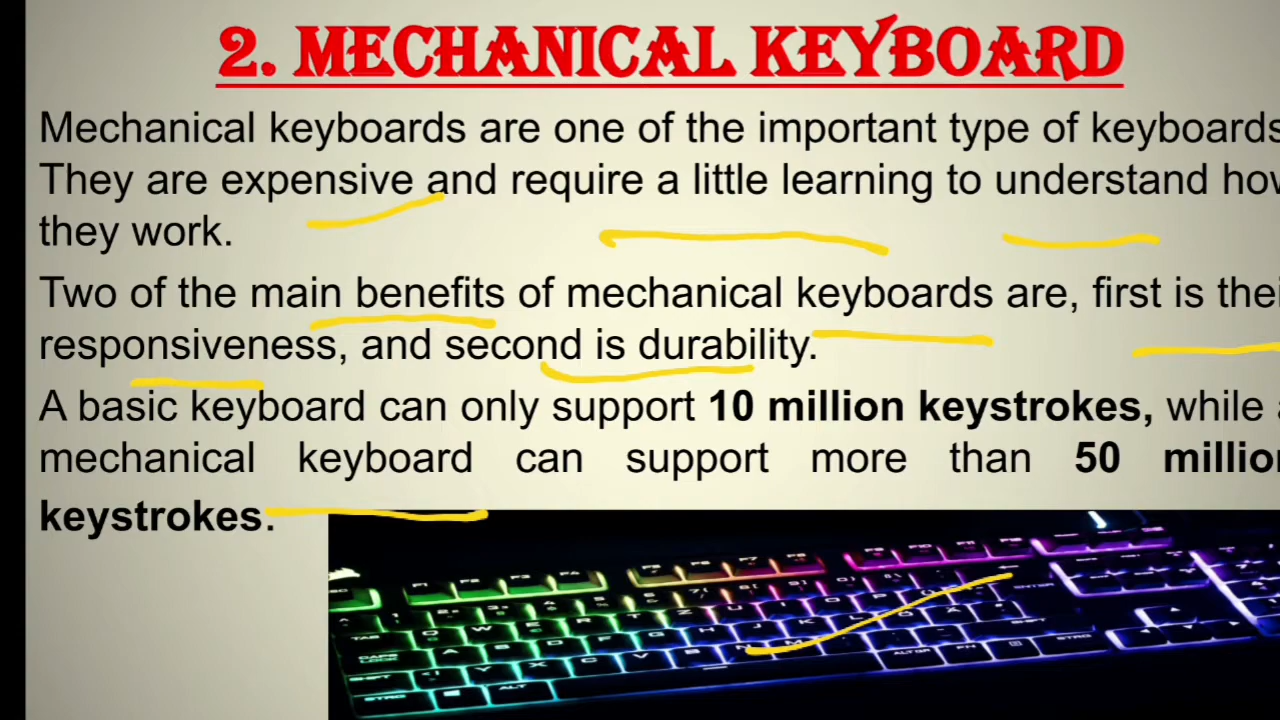 2. MECHANICAL KEYBOARD
Mechanical keyboards are one of the important type of keyboards
They are expensive and require a little learning to understand how
they work.
Two of the main benefits of mechanical keyboards are, first is thei
responsiveness, and second is durability.
A basic keyboard can only support 10 million keystrokes, while a
mechanical keyboard can support more than 50 million
keystrokes.